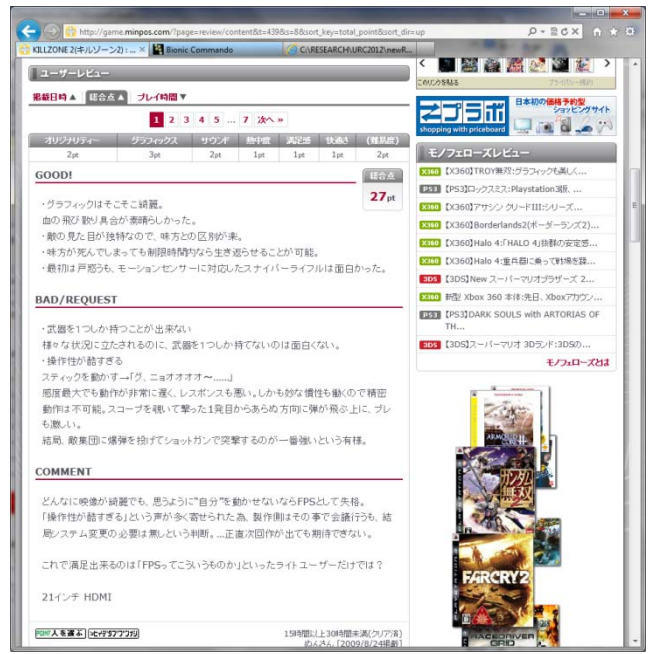 http://game.minpos.com/?page=review/content&t=439&s=8&sort_key=total_point&sort_dir=up
KILLZONE 2(キルゾーン2) : ...
Bionic Commando
C:\RESEARCH\URC2012\newR...
ユーザーレビュー
掲載日時▲ 総合点▲ プレイ時間▼
1 2 3 4 5 ... 7 次へ »
オリジナリティー グラフィックス サウンド 熱中度 満足感 快適さ (難易度)
2pt 3pt 2pt 1pt 1pt 1pt 2pt
GOOD!
総合点
27pt
・グラフィックはそこそこ綺麗。
血の飛び散り具合が素晴らしかった。
・敵の見た目が独特なので、味方との区別が楽。
・味方が死んでしまっても制限時間内なら生き返らせることが可能。
・最初は戸惑うも、モーションセンサーに対応したスナイパーライフルは面白かった。
BAD/REQUEST
・武器を1つしか持つことが出来ない
様々な状況に立たされるのに、武器を1つしか持てないのは面白くない。
・操作性が酷すぎる
スティックを動かす→「グ、ニョオオオオ～......」
感度最大でも動作が非常に遅く、レスポンスも悪い。しかも妙な慣性も働くので精密
動作は不可能。スコープを覗いて撃った1発目からあらぬ方向に弾が飛ぶ上に、ブレ
も激しい。
結局、敵集団に爆弾を投げてショットガンで突撃するのが一番強いという有様。
COMMENT
どんなに映像が綺麗でも、思うように"自分"を動かせないならFPSとして失格。
「操作性が酷すぎる」という声が多く寄せられた為、製作側はその事で会議行うも、結
局システム変更の必要は無しという判断。...正直次回作が出ても期待できない。
これで満足出来るのは「FPSってこういうものか」といったライトユーザーだけでは?
21インチ HDMI
15時間以上30時間未満(クリア済)
めんさん [2009/8/24掲載]
このリンクを貼る
プライバシー規約
ヱヅラボ
shopping with priceboard
日本初の価格予約型
ショッピングサイト
モノフェローズレビュー
X360 【X360】TROY無双:グラフィックも美しく...
PS3 【PS3】ロックスミス:Playstation3版、...
X360 【X360】アサシン クリードIII:シリーズ...
X360 【X360】Borderlands2(ボーダーランズ2)...
X360 【X360】Halo 4:「HALO 4」抜群の安定感...
X360 【X360】Halo 4:重兵器に乗って戦場を蹂...
3DS 【3DS】New スーパーマリオブラザーズ 2...
X360 新型 Xbox 360 本体:先日、Xboxアカウン...
PS3 【PS3】DARK SOULS with ARTORIAS OF
TH...
3DS 【3DS】スーパーマリオ 3Dランド:3DSの...
モノフェローズとは
ARMORED CORE
ガンダム無双
FARCRY2
RACEDRIVER
GRID